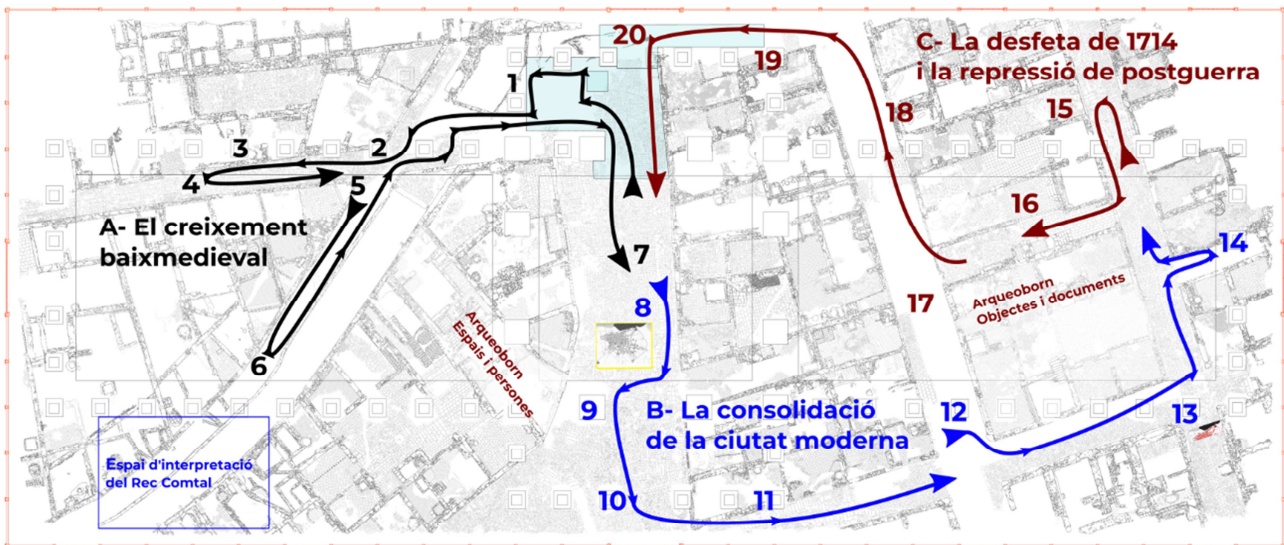 20
C- La desfeta de 1714
i la repressió de postguerra
19
1
18
15
3
2
4
5
16
A- El creixement
baixmedieval
7
14
8
17
Arqueoborn
Objectes i documents
Arqueoborn
Espais i persones
6
9
B- La consolidació
de la ciutat moderna
12
13
Espai d'interpretació
del Rec Comtal
10
11